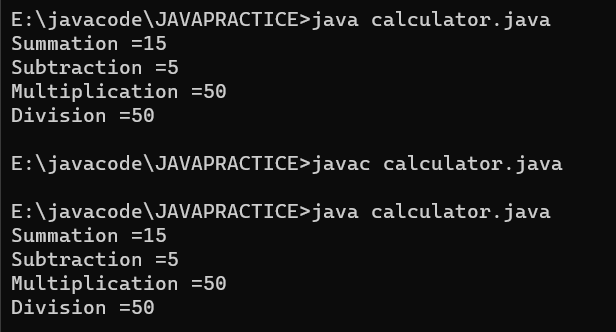 E:\javacode\JAVAPRACTICE>java calculator.java
Summation =15
Subtraction =5
Multiplication =50
Division =50
E:\javacode\JAVAPRACTICE>javac calculator.java
E:\javacode\JAVAPRACTICE>java calculator.java
Summation =15
Subtraction =5
Multiplication =50
Division =50